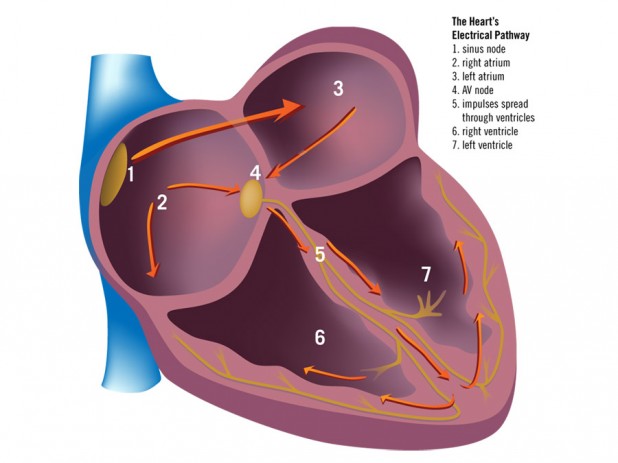 The Heart's
Electrical Pathway
1. sinus node
2. right atrium
3. left atrium
4. AV node
5. impulses spread
through ventricles
6. right ventricle
7. left ventricle
3
4
1
2
5
7
6